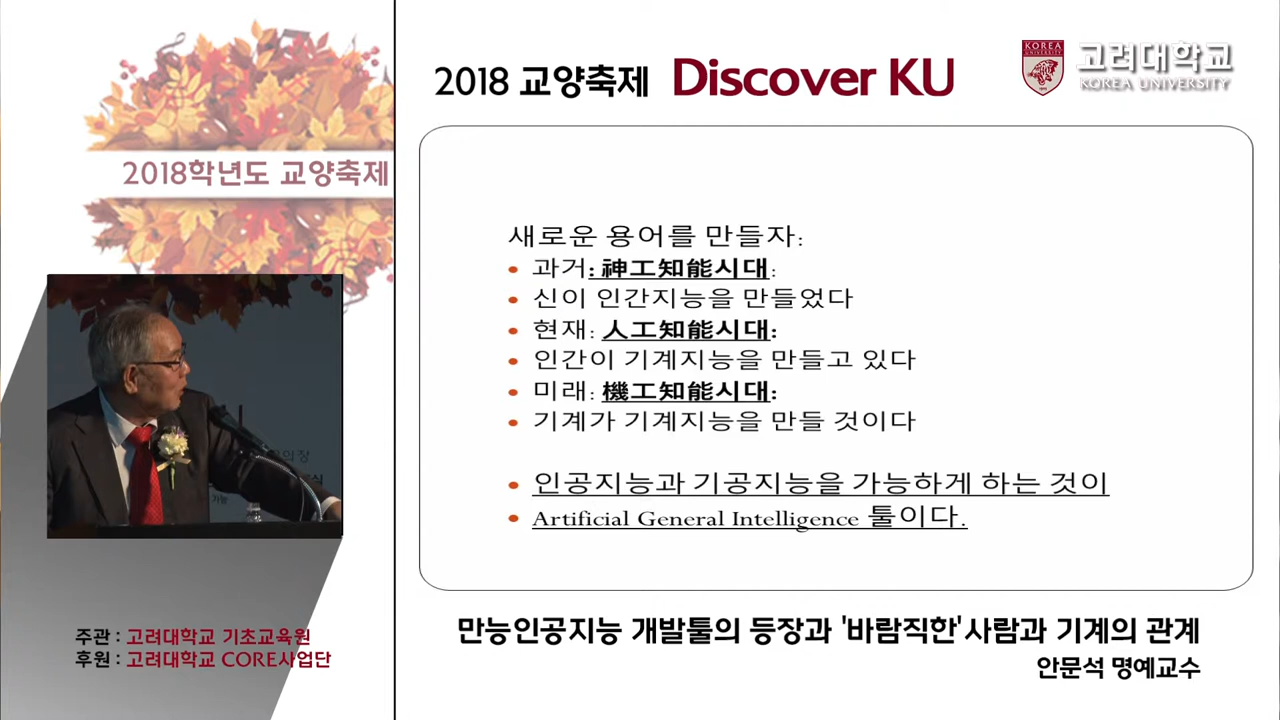 2018학년도 교양축제
의장
가능
주관 : 고려대학교 기초교육원
후원 : 고려대학교 CORE사업단
2018 교양축제 Discover KU
KOREA
고려대학교
KOREA UNIVERSITY
새로운 용어를 만들자:
• 과거: 神工知能시대:
• 신이 인간지능을 만들었다
• 현재: 人工知能시대:
• 인간이 기계지능을 만들고 있다
• 미래: 機工知能시대:
• 기계가 기계지능을 만들 것이다
• 인공지능과 기공지능을 가능하게 하는 것이
• Artificial General Intelligence 툴이다.
만능인공지능 개발툴의 등장과 '바람직한' 사람과 기계의 관계
안문석 명예교수